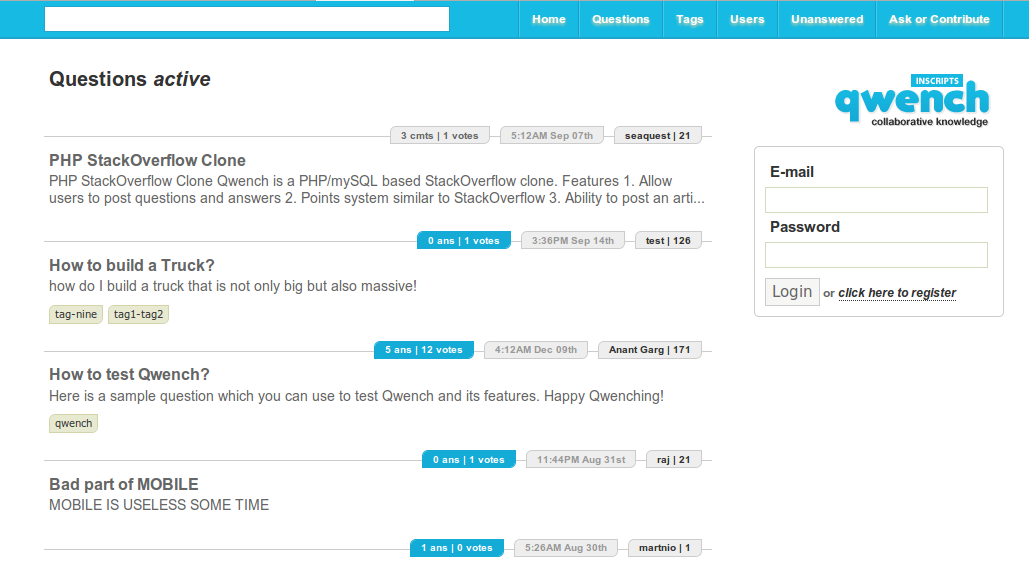 Home Questions Tags Users Unanswered Ask or Contribute
Questions active
INSCRIPTS
qwench
collaborative knowledge
3 cmts | 1 votes 5:12AM Sep 07th seaquest | 21
PHP StackOverflow Clone
PHP StackOverflow Clone Qwench is a PHP/mySQL based StackOverflow clone. Features 1. Allow
users to post questions and answers 2. Points system similar to StackOverflow 3. Ability to post an arti...
0 ans | 1 votes 3:36PM Sep 14th test | 126
How to build a Truck?
how do I build a truck that is not only big but also massive!
tag-nine tag1-tag2
5 ans | 12 votes 4:12AM Dec 09th Anant Garg | 171
How to test Qwench?
Here is a sample question which you can use to test Qwench and its features. Happy Qwenching!
qwench
0 ans | 1 votes 11:44PM Aug 31st raj | 21
Bad part of MOBILE
MOBILE IS USELESS SOME TIME
1 ans | 0 votes 5:26AM Aug 30th martnio | 1
E-mail
Password
Login or click here to register